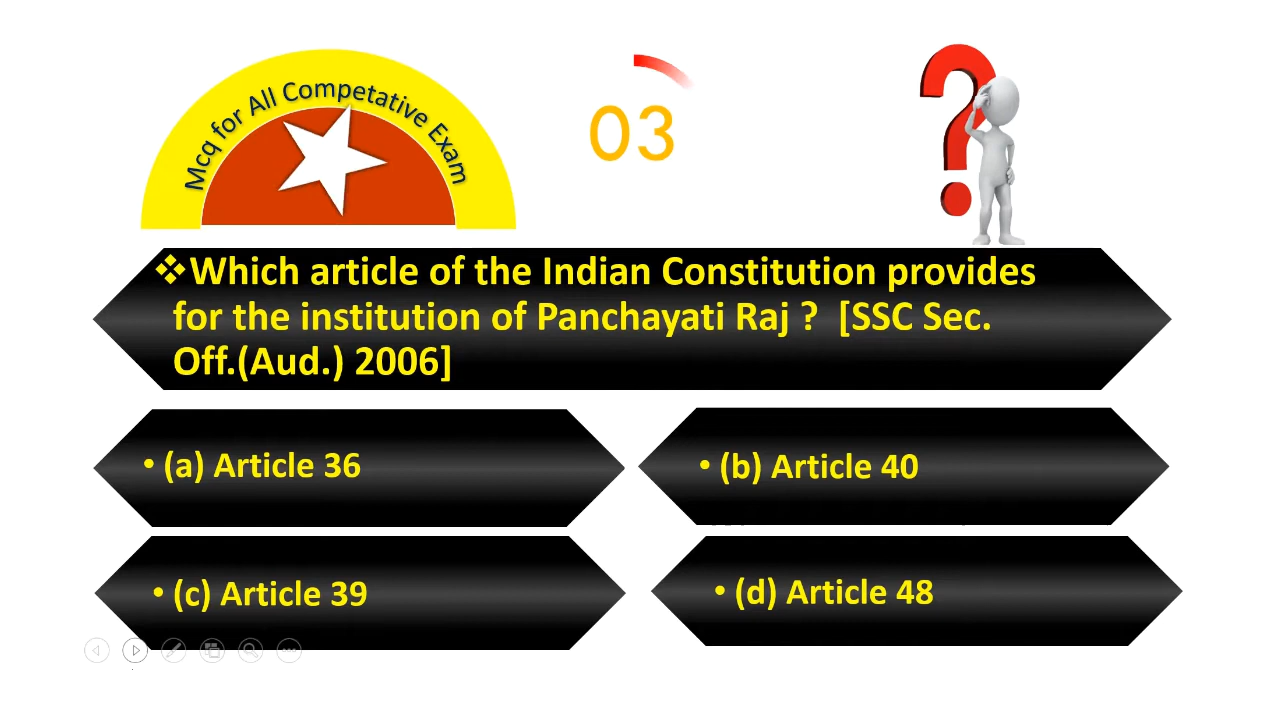 Mcq for All Competative Exam
03
❖Which article of the Indian Constitution provides
for the institution of Panchayati Raj ? [SSC Sec.
Off.(Aud.) 2006]
• (a) Article 36
• (b) Article 40
• (c) Article 39
• (d) Article 48